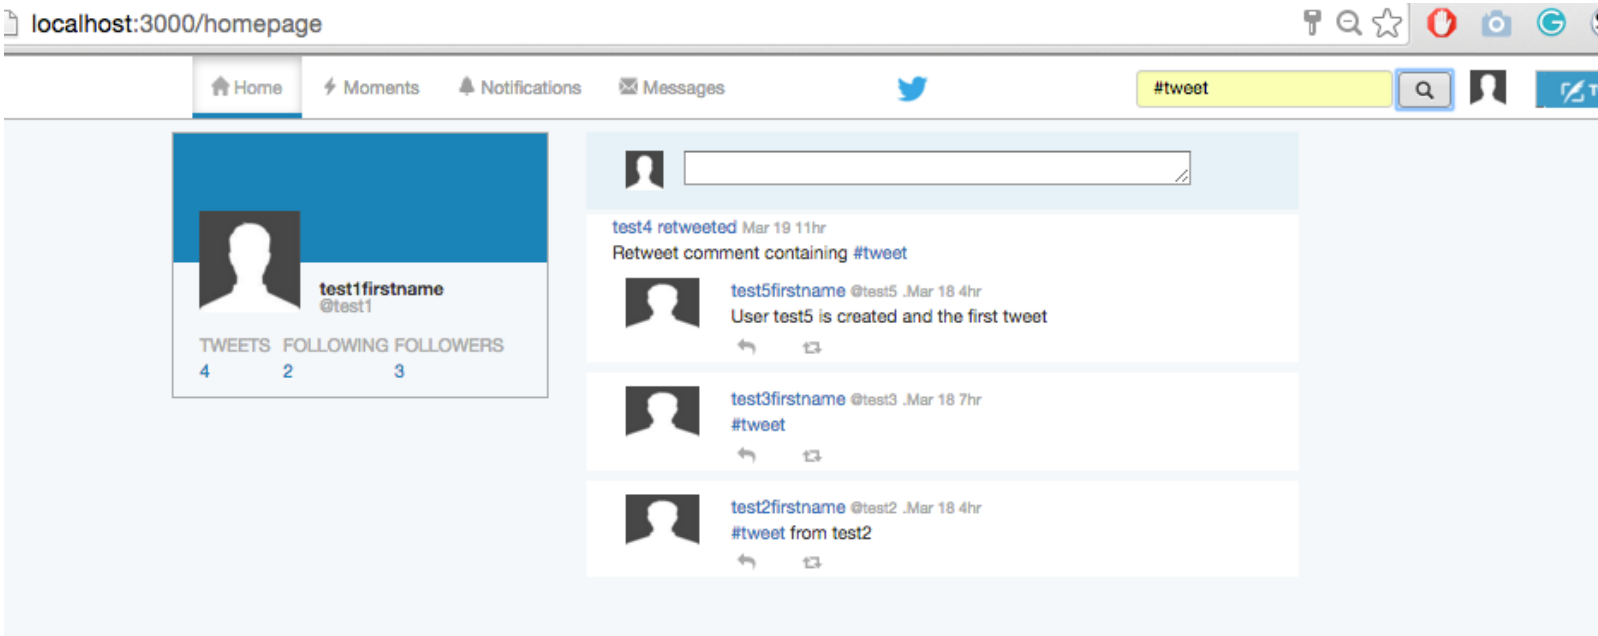 localhost:3000/homepage
Home Moments Notifications Messages #tweet
test1firstname
@test1
TWEETS FOLLOWING FOLLOWERS
4 2 3
test4 retweeted Mar 19 11hr
Retweet comment containing #tweet
test5firstname @test5 .Mar 18 4hr
User test5 is created and the first tweet
test3firstname @test3 .Mar 18 7hr
#tweet
test2firstname @test2 .Mar 18 4hr
#tweet from test2